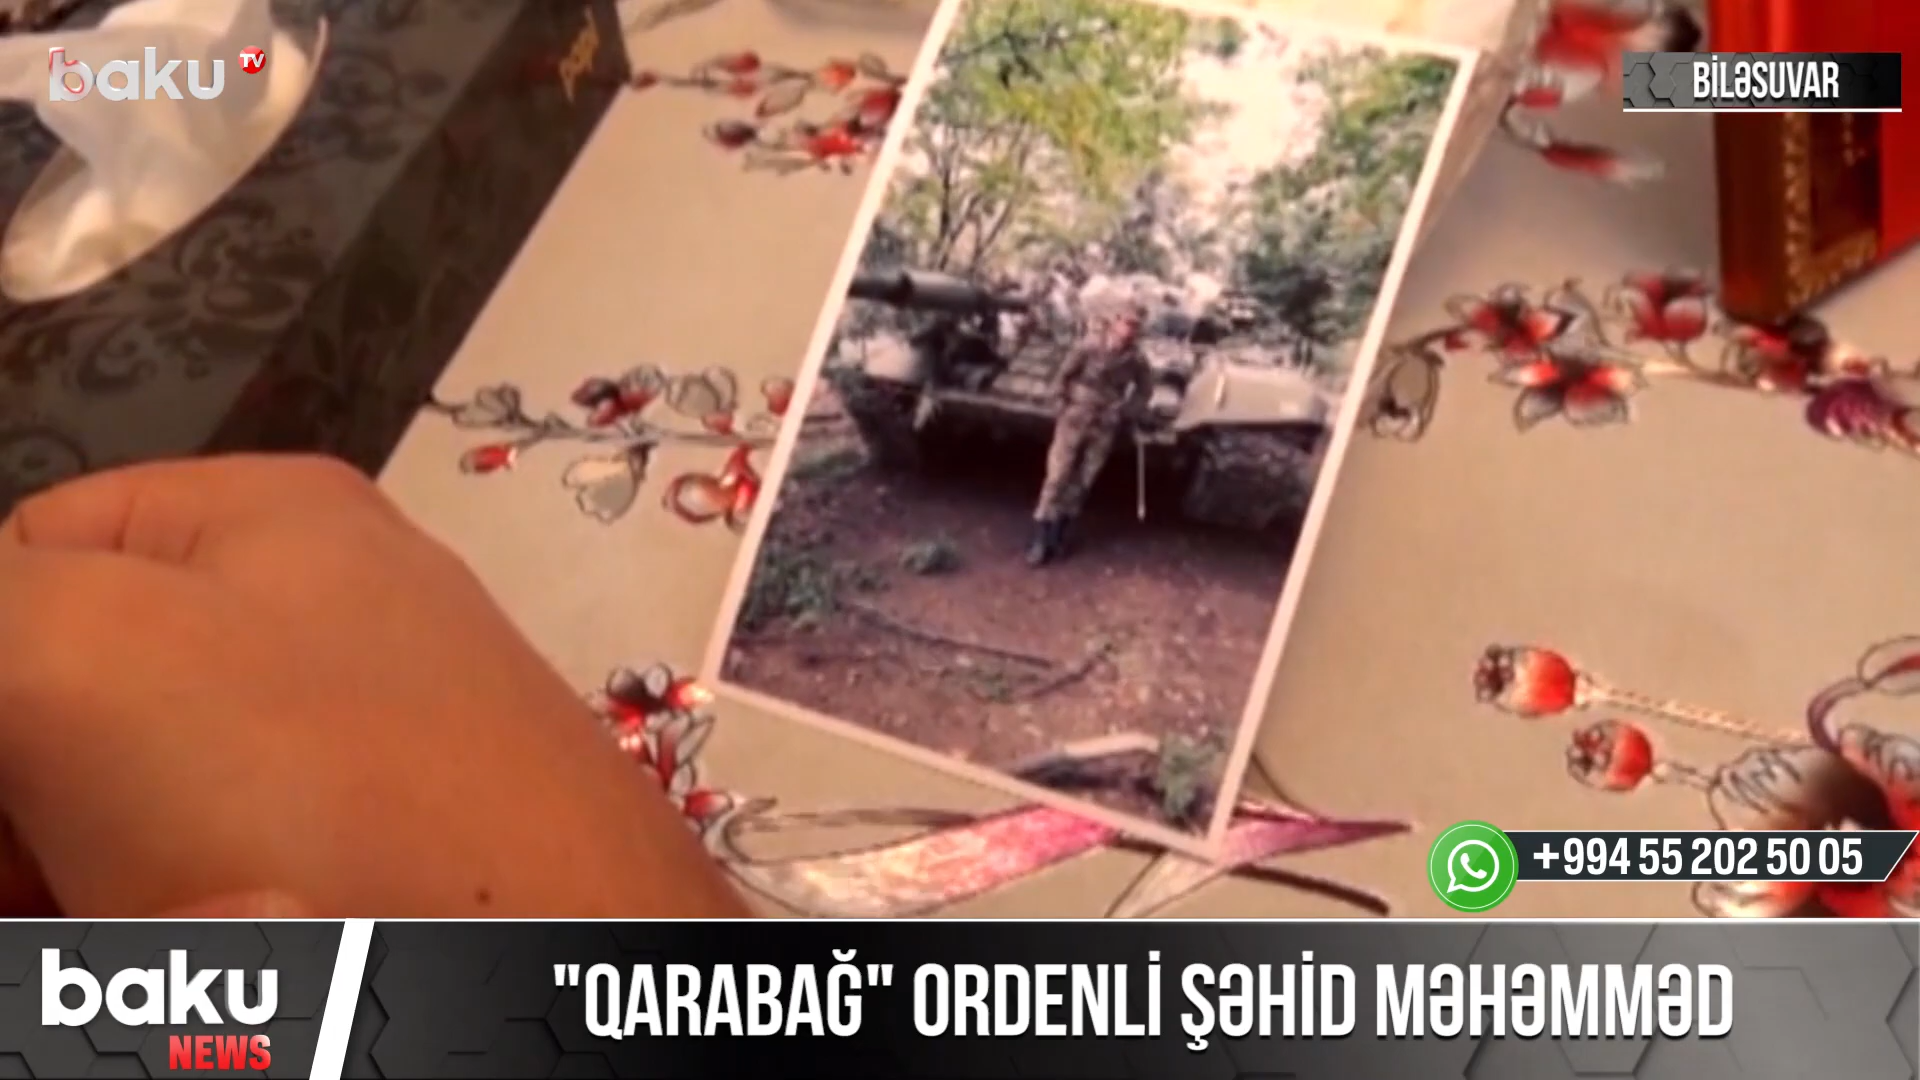 baku TV
BİLƏSUVAR
+994 55 202 50 05
baku
NEWS
"QARABAĞ" ORDENLİ ŞƏHİD MƏHƏMMƏD